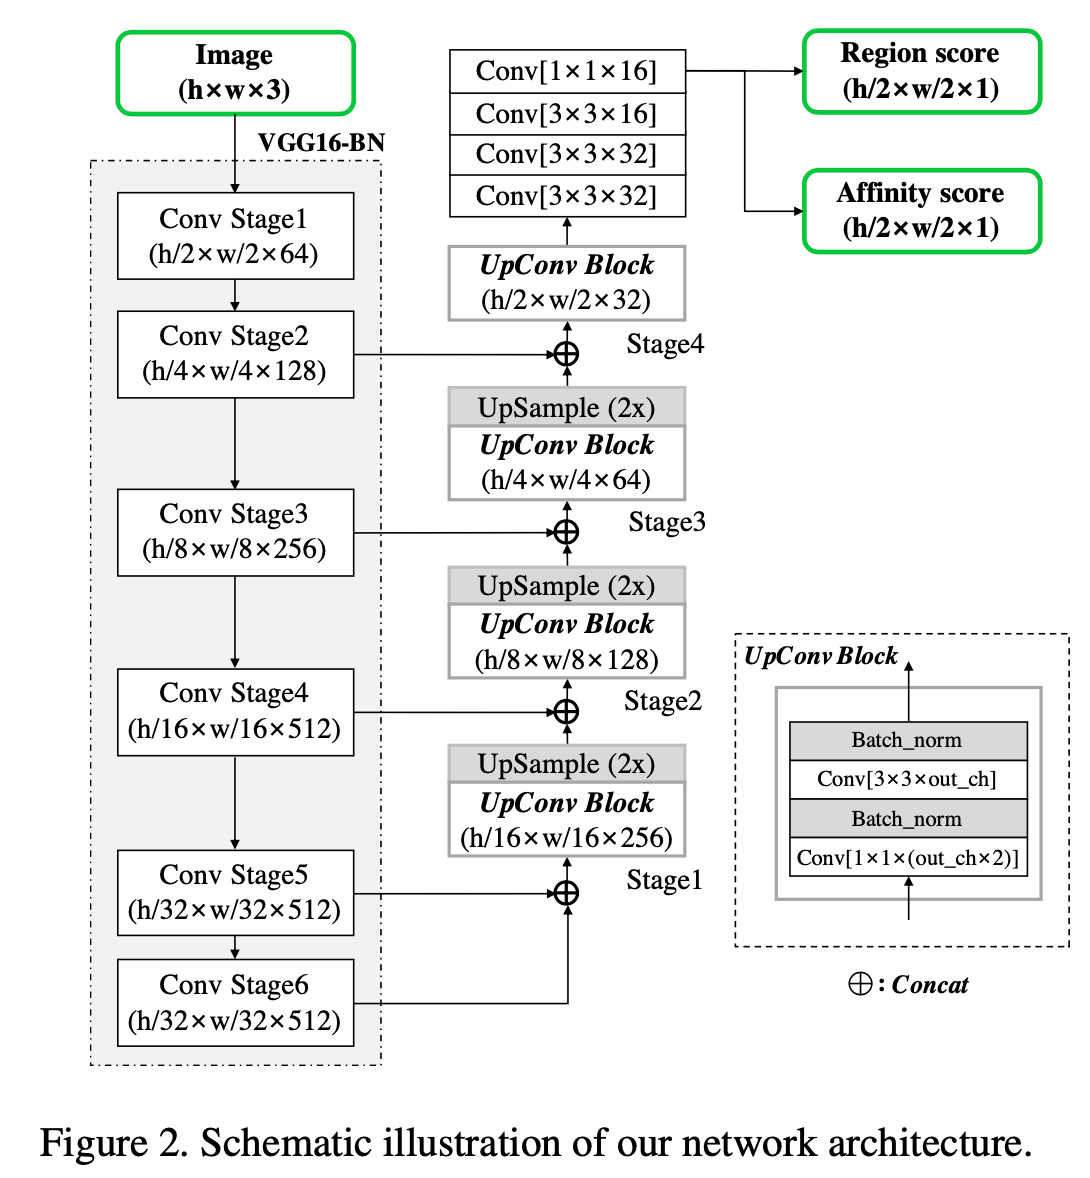 Image
(h×w×3)
VGG16-BN
Conv Stage1
(h/2×w/2×64)
Conv Stage2
(h/4×w/4×128)
Conv Stage3
(h/8×w/8×256)
Conv Stage4
(h/16×w/16×512)
Conv Stage5
(h/32×w/32×512)
Conv Stage6
(h/32×w/32×512)
Conv[1×1×16]
Conv[3×3×16]
Conv[3×3×32]
Conv[3×3×32]
UpConv Block
(h/2×w/2×32)
Stage4
UpSample (2x)
UpConv Block
(h/4×w/4×64)
Stage3
UpSample (2x)
UpConv Block
(h/8×w/8×128)
Stage2
UpSample (2x)
UpConv Block
(h/16×w/16×256)
Stage1
Region score
(h/2×w/2×1)
Affinity score
(h/2×w/2×1)
UpConv Block
Batch_norm
Conv[3×3×out_ch]
Batch_norm
Conv[1×1×(out_ch×2)]
⊕ : Concat
Figure 2. Schematic illustration of our network architecture.